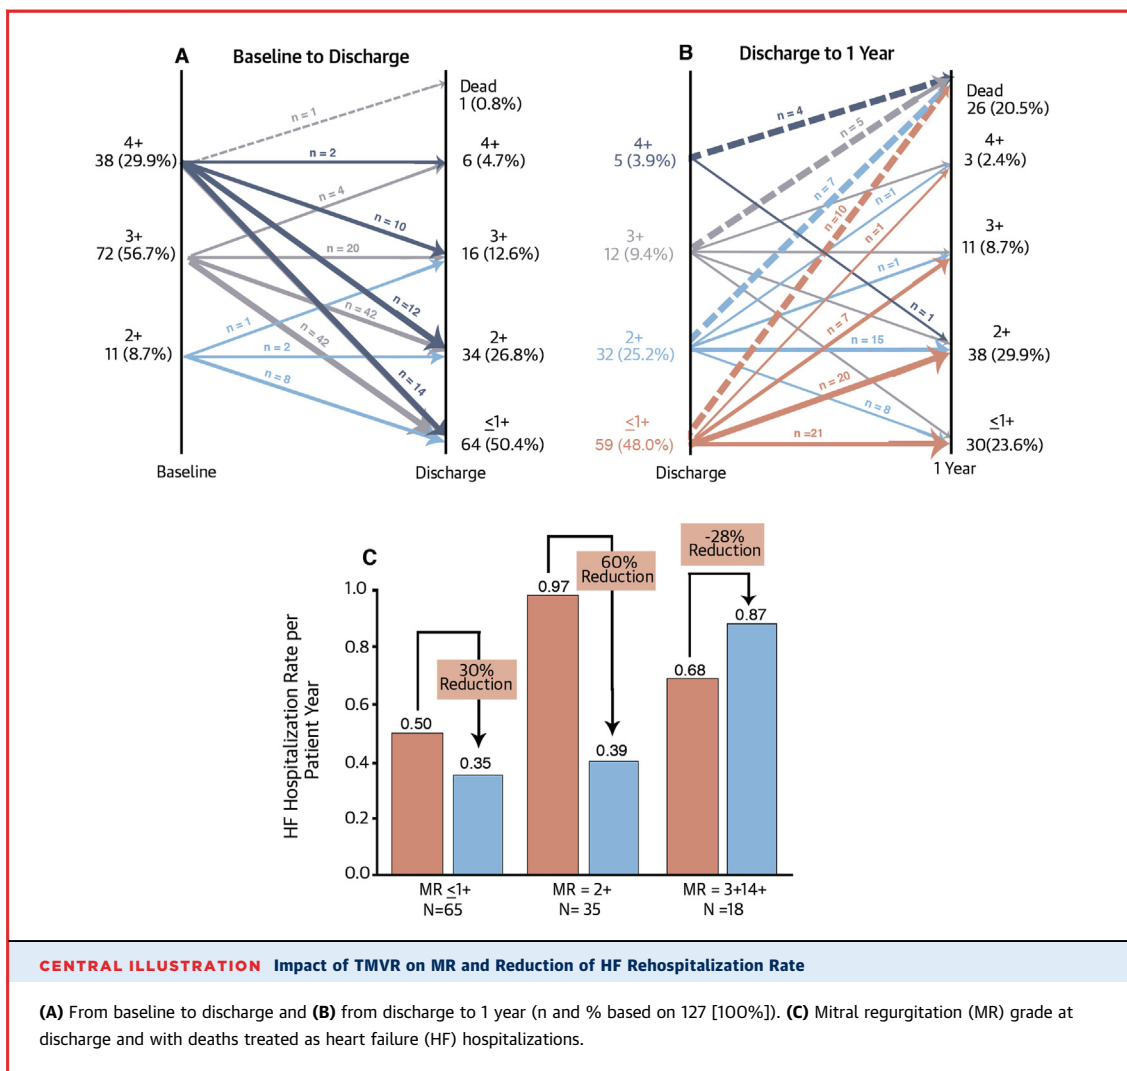 A
Baseline to Discharge
Dead
1 (0.8%)
n = 1
4+
38 (29.9%)
n = 2
4+
6 (4.7%)
n = 4
n = 10
3+
72 (56.7%)
n = 20
3+
16 (12.6%)
n = 42
n=12
n = 1
n = 42
2+
11 (8.7%)
n = 2
2+
34 (26.8%)
n = 8
n = 14
≤1+
64 (50.4%)
Baseline
Discharge
B
Discharge to 1 Year
Dead
26 (20.5%)
n = 4
n = 5
4+
5 (3.9%)
4+
3 (2.4%)
n = 7
n =1
n =10
n =1
3+
12 (9.4%)
3+
11 (8.7%)
n =1
n = 7
n = 1
2+
32 (25.2%)
n = 15
2+
38 (29.9%)
n = 20
n = 8
≤1+
59 (48.0%)
n =21
≤1+
30(23.6%)
Discharge
1 Year
C
HF Hospitalization Rate per
Patient Year
1.0
0.8
0.6
0.4
0.2
0.0
30%
Reduction
0.50
0.35
60%
Reduction
0.97
0.39
-28%
Reduction
0.68
0.87
MR ≤1+
N=65
MR = 2+
N= 35
MR = 3+14+
N =18
CENTRAL ILLUSTRATION Impact of TMVR on MR and Reduction of HF Rehospitalization Rate
(A) From baseline to discharge and (B) from discharge to 1 year (n and % based on 127 [100%]). (C) Mitral regurgitation (MR) grade at
discharge and with deaths treated as heart failure (HF) hospitalizations.